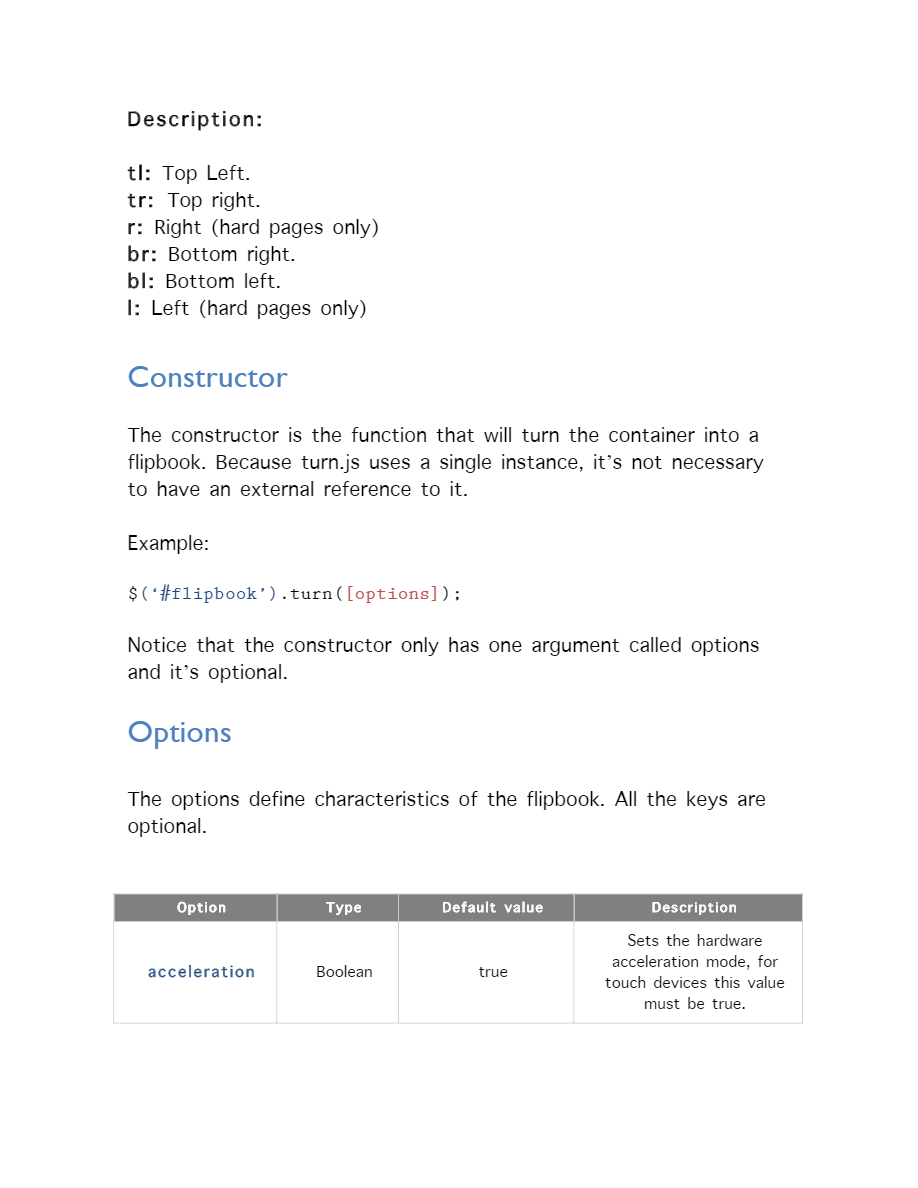 Description:
tl: Top Left.
tr: Top right.
r: Right (hard pages only)
br: Bottom right.
bl: Bottom left.
l: Left (hard pages only)
Constructor
The constructor is the function that will turn the container into a
flipbook. Because turn.js uses a single instance, it’s not necessary
to have an external reference to it.
Example:
$(‘#flipbook’).turn([options]);
Notice that the constructor only has one argument called options
and it’s optional.
Options
The options define characteristics of the flipbook. All the keys are
optional.
Option Type Default value Description
acceleration Boolean true Sets the hardware
acceleration mode, for
touch devices this value
must be true.